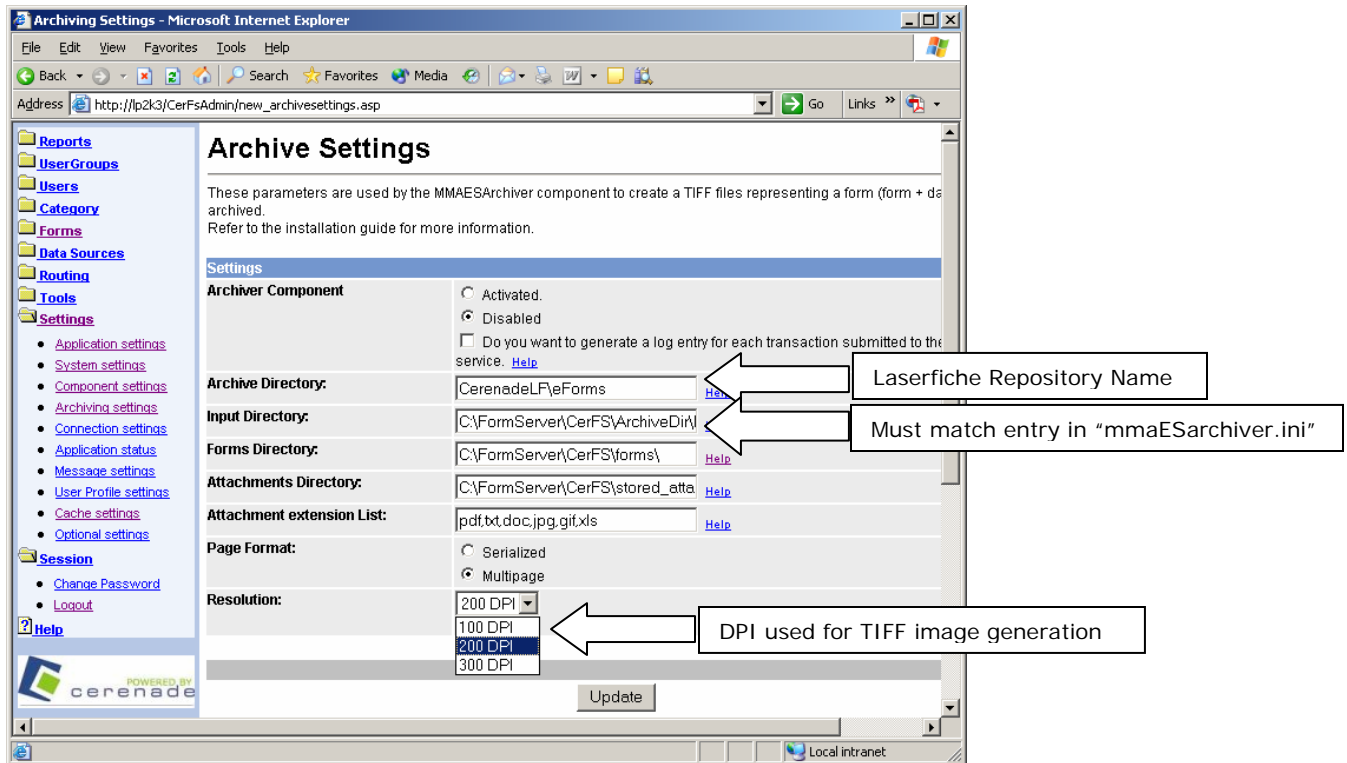 Archiving Settings - Microsoft Internet Explorer
File Edit View Favorites Tools Help
Back Search Favorites Media
Address http://lp2k3/CerFsAdmin/new_archivesettings.asp Go Links »
Reports
UserGroups
Users
Category
Forms
Data Sources
Routing
Tools
Settings
Application settings
System settings
Component settings
Archiving settings
Connection settings
Application status
Message settings
User Profile settings
Cache settings
Optional settings
Session
Change Password
Logout
Help
POWERED BY
cerenade
Archive Settings
These parameters are used by the MMAESArchiver component to create a TIFF files representing a form (form + da
archived.
Refer to the installation guide for more information.
Settings
Archiver Component
Activated.
Disabled
Do you want to generate a log entry for each transaction submitted to the
service. Help
Archive Directory: CerenadeLF\eForms Help
Laserfiche Repository Name
Input Directory: C:\FormServer\CerFS\ArchiveDir\
Must match entry in “mmaESarchiver.ini”
Forms Directory: C:\FormServer\CerFS\forms\ Help
Attachments Directory: C:\FormServer\CerFS\stored_atta Help
Attachment extension List: pdf,txt,doc,jpg,gif,xls Help
Page Format:
Serialized
Multipage
Resolution: 200 DPI
100 DPI
200 DPI
300 DPI
DPI used for TIFF image generation
Update
Local intranet